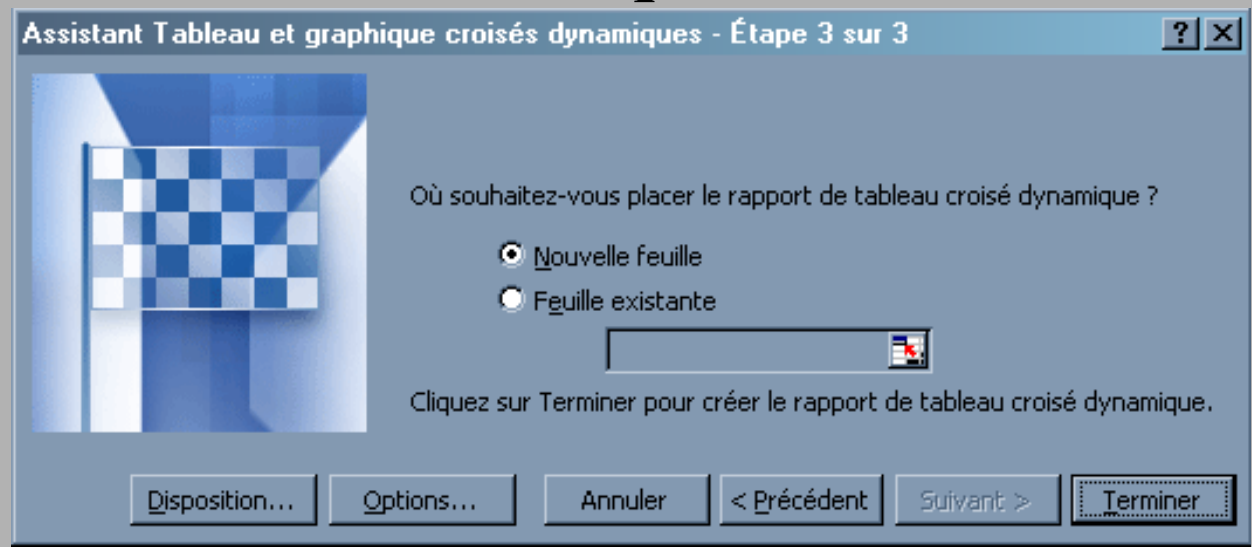 Assistant Tableau et graphique croisés dynamiques - Étape 3 sur 3
Où souhaitez-vous placer le rapport de tableau croisé dynamique ?
Nouvelle feuille
Feuille existante
Cliquez sur Terminer pour créer le rapport de tableau croisé dynamique.
Disposition... Options... Annuler < Précédent Suivant > Terminer